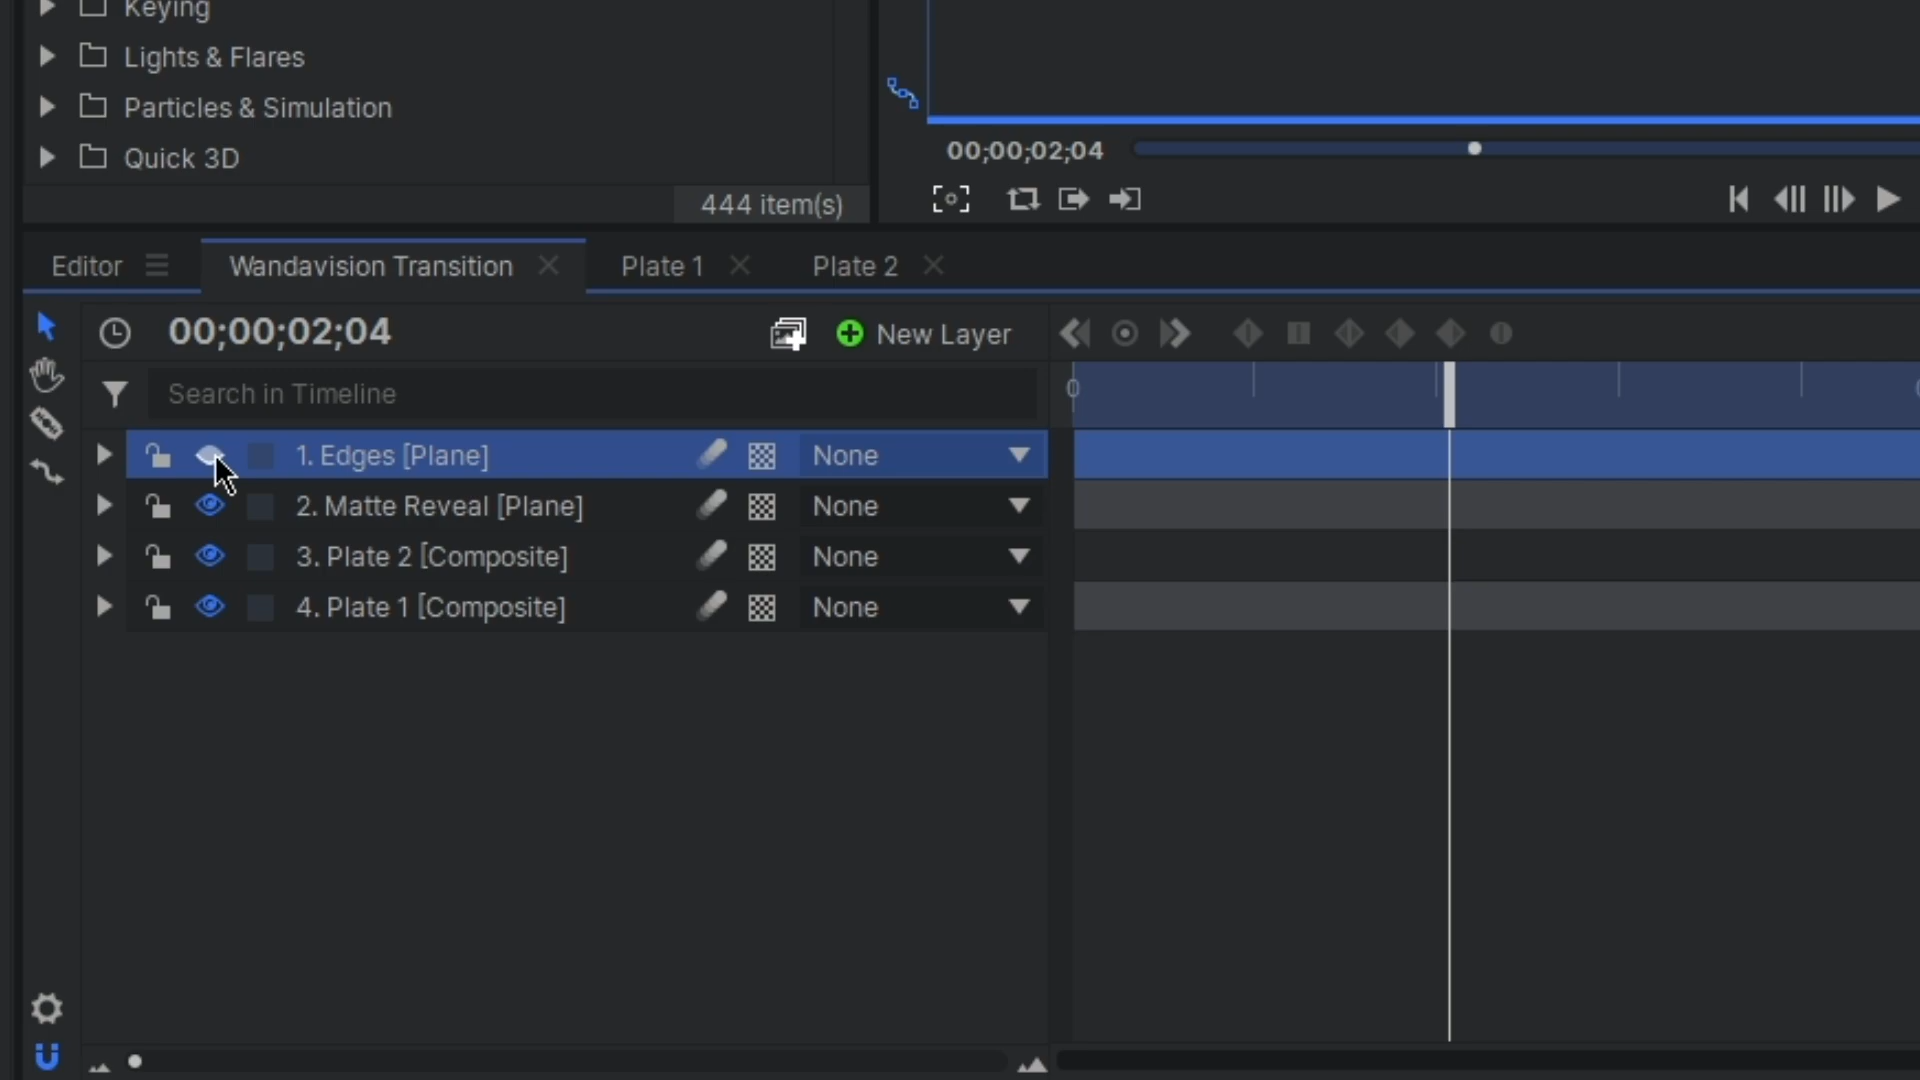 Keying
Lights & Flares
Particles & Simulation
Quick 3D
444 item(s)
00;00;02;04
Editor
Wandavision Transition
Plate 1
Plate 2
00;00;02;04
New Layer
Search in Timeline
0
1. Edges [Plane]
None
2. Matte Reveal [Plane]
None
3. Plate 2 [Composite]
None
4. Plate 1 [Composite]
None